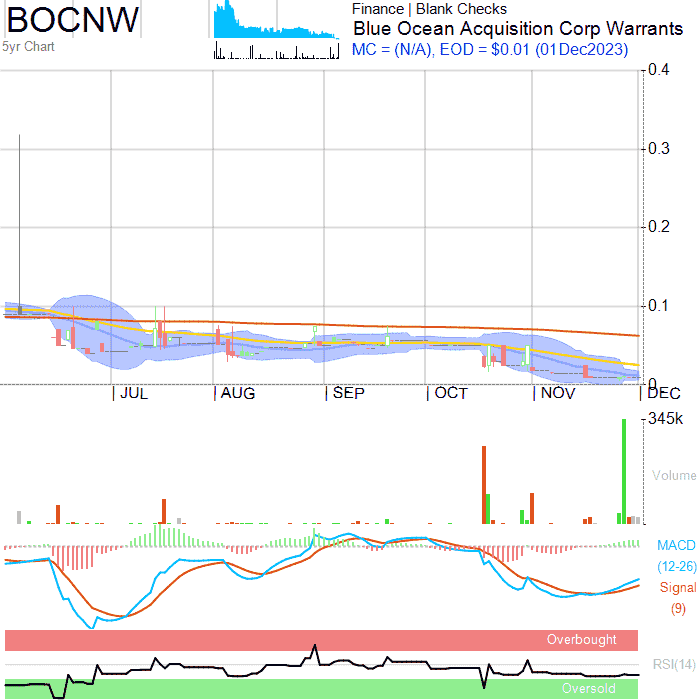 BOCNW
5yr Chart
Finance | Blank Checks
Blue Ocean Acquisition Corp Warrants
MC = (N/A), EOD = $0.01 (01Dec2023)
0.4
0.3
0.2
0.1
0
JUL AUG SEP OCT NOV DEC
345k
Volume
MACD
(12-26)
Signal
(9)
Overbought
RSI(14)
Oversold